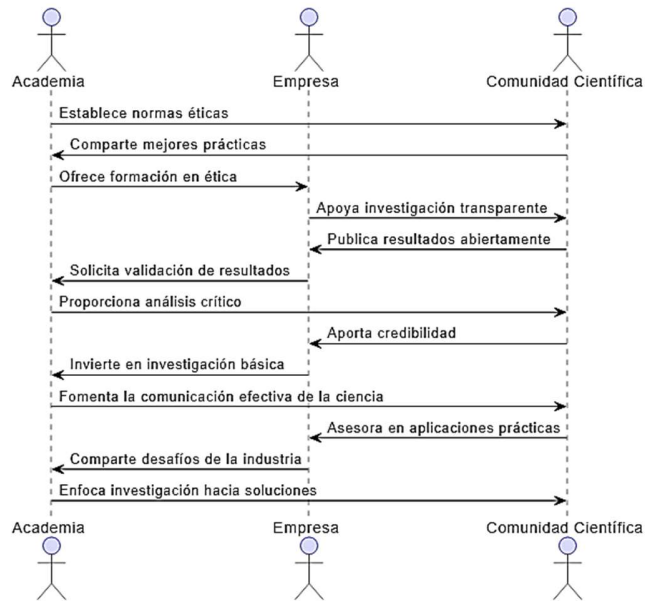 Academia
Empresa
Comunidad Científica
Establece normas éticas
Comparte mejores prácticas
Ofrece formación en ética
Apoya investigación transparente
Publica resultados abiertamente
Solicita validación de resultados
Proporciona análisis crítico
Aporta credibilidad
Invierte en investigación básica
Fomenta la comunicación efectiva de la ciencia
Asesora en aplicaciones prácticas
Comparte desafíos de la industria
Enfoca investigación hacia soluciones
Academia
Empresa
Comunidad Científica